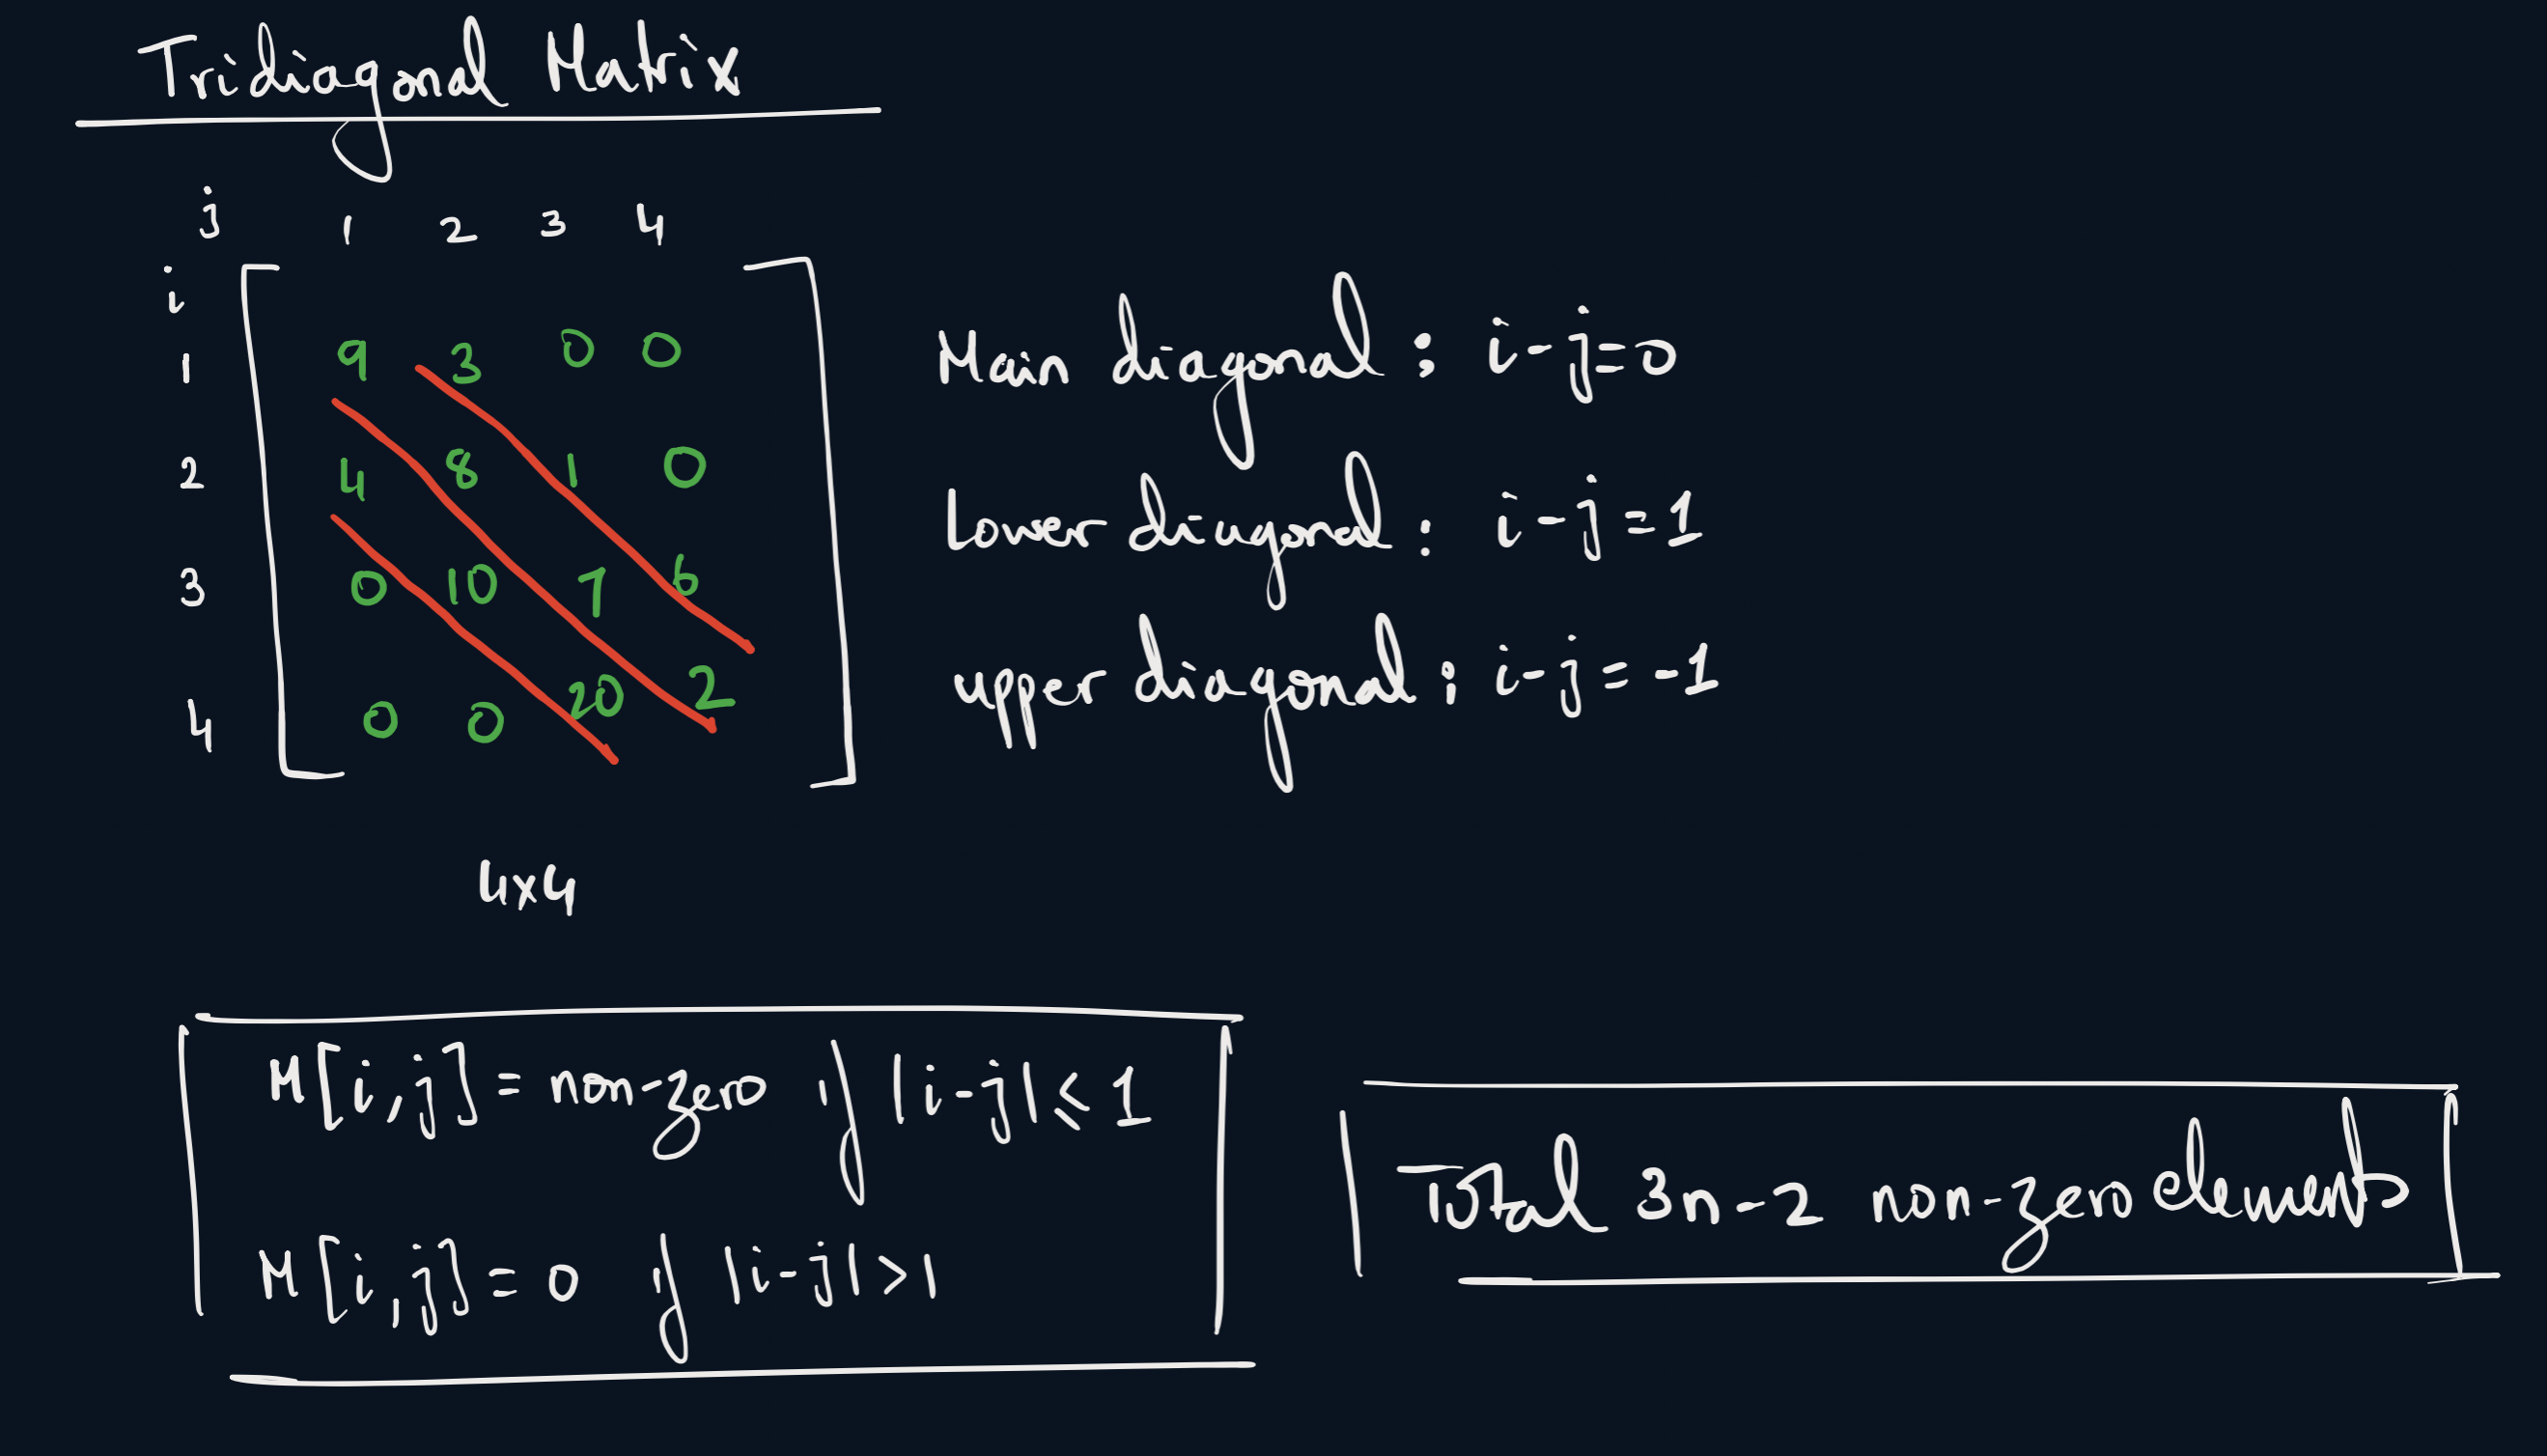 Tridiagonal Matrix
j 1 2 3 4
i
1 9 3 0 0
2 4 8 1 0
3 0 10 7 6
4 0 0 20 2
4x4
Main diagonal : i-j=0
Lower diagonal : i-j=1
upper diagonal : i-j=-1
M[i,j]= non-zero if |i-j|≤1
M[i,j]= 0 if |i-j|>1
Total 3n-2 non-zero elements